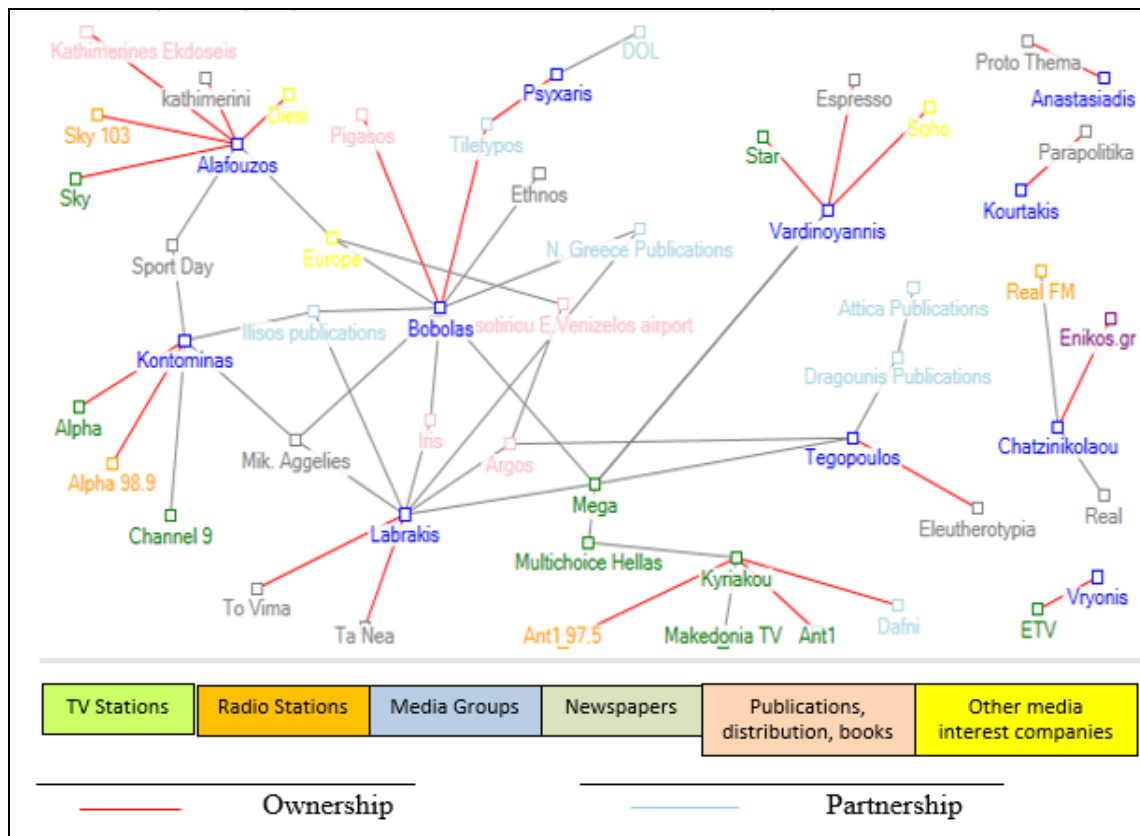 DOL
Kathimerines Ekdoseis
Proto Thema
kathimerini
Diesi
Psyxaris
Espresso
Anastasiadis
Sky 103
Pigasos
Tiletypos
Soho
Star
Parapolitika
Alafouzos
Sky
Ethnos
Vardinoyannis
Kourtakis
Sport Day
Europe
N. Greece Publications
Real FM
Attica Publications
Ilisos publications
Bobolas
sotiriou E.Venizelos airport
Enikos.gr
Kontominas
Dragounis Publications
Alpha
Iris
Chatzinikolaou
Mik. Aggelies
Argos
Tegopoulos
Alpha 98.9
Mega
Real
Channel 9
Labrakis
Eleutherotypia
Multichoice Hellas
Kyriakou
Vryonis
To Vima
Ta Nea
Ant1_97.5
Makedonia TV
Ant1
Dafni
ETV
TV Stations
Radio Stations
Media Groups
Newspapers
Publications,
distribution, books
Other media
interest companies
Ownership
Partnership